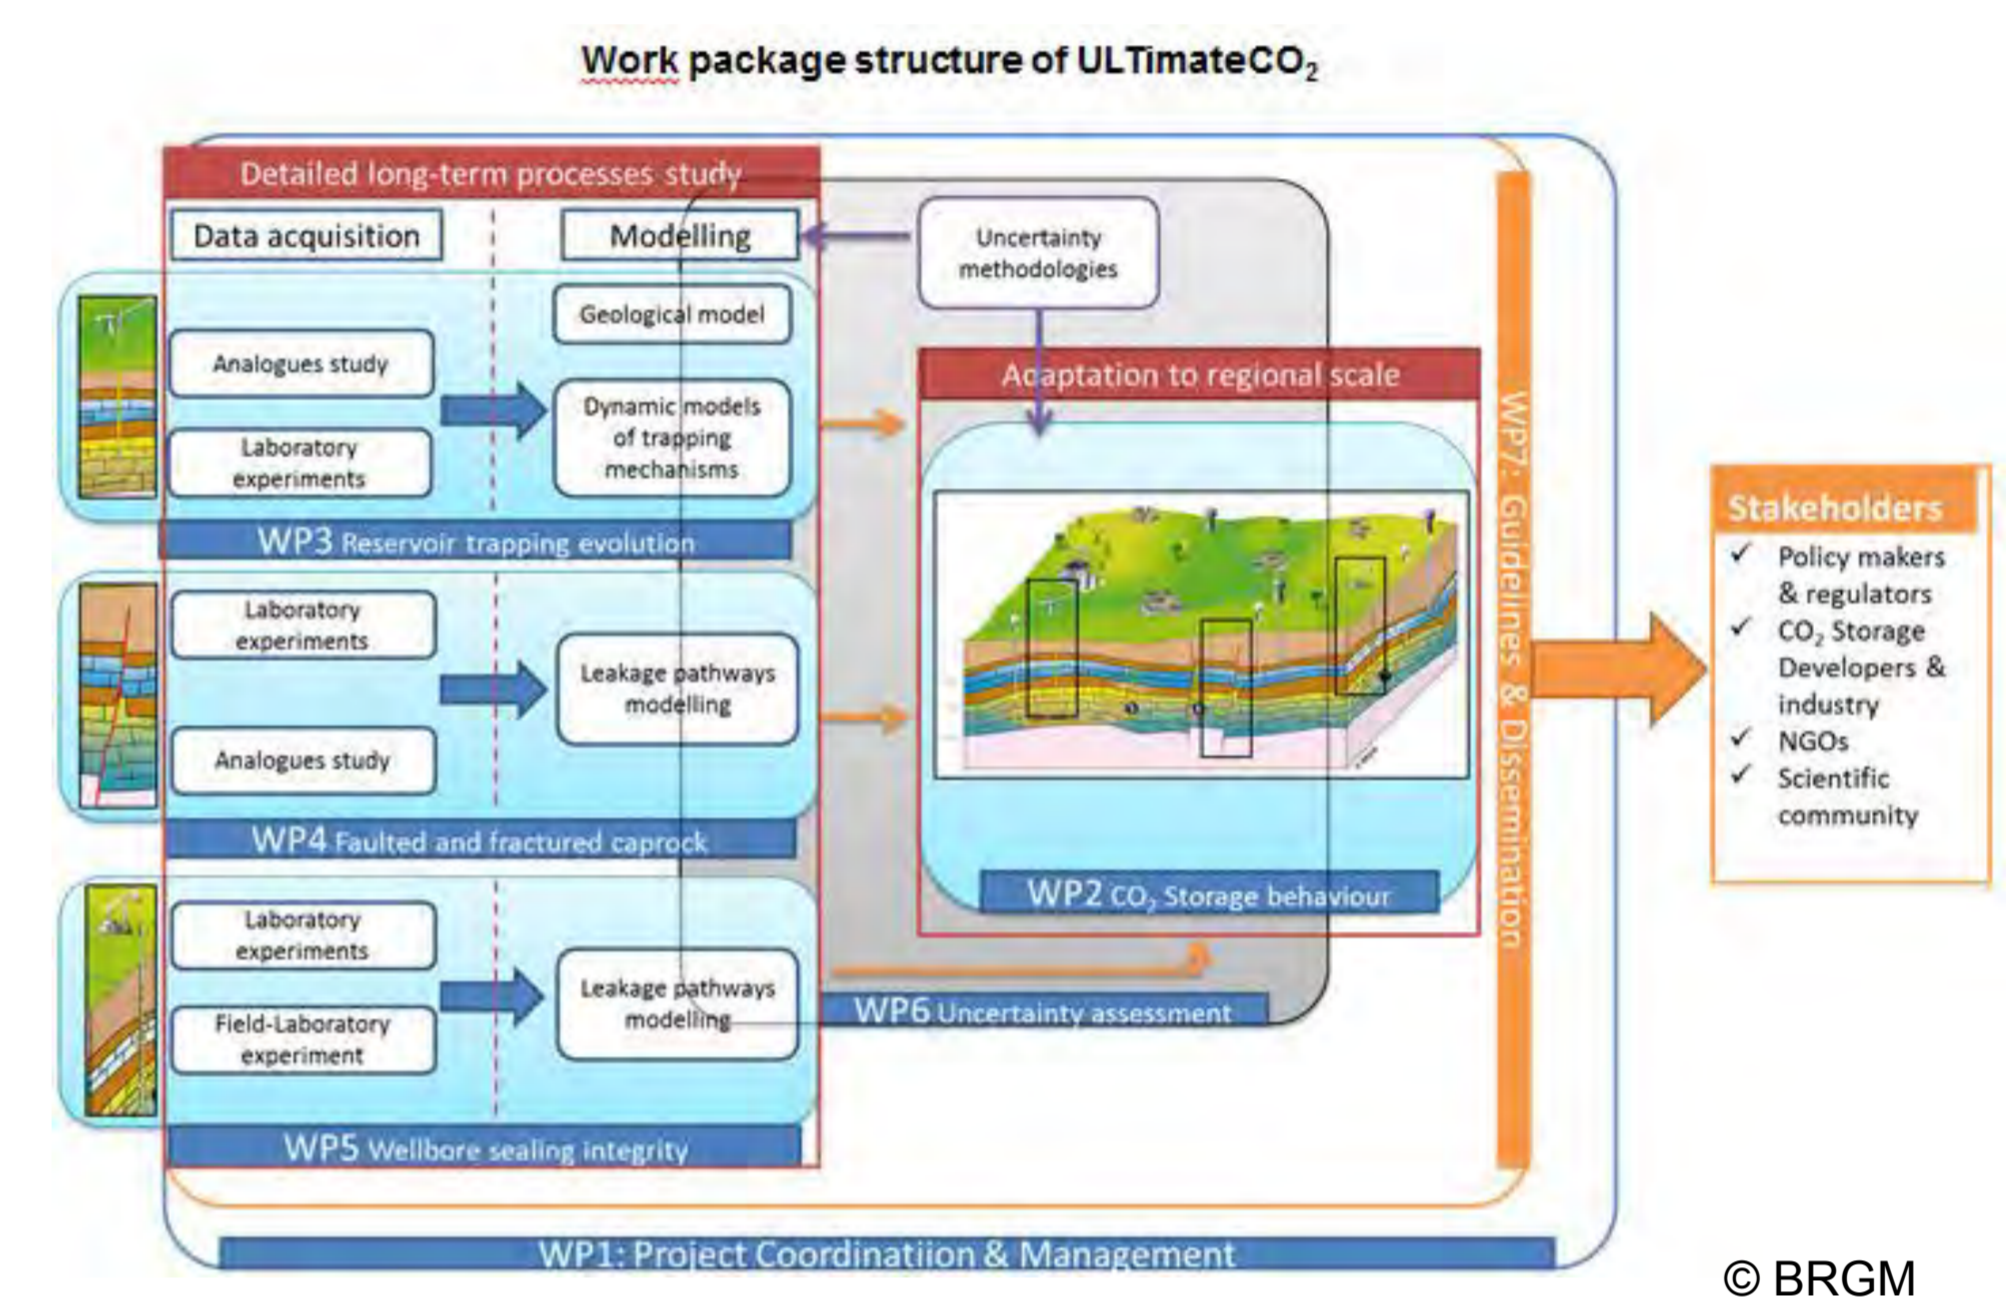 Work package structure of ULTimateCO₂
Detailed long-term processes study
Data acquisition
Modelling
Uncertainty
methodologies
Geological model
Analogues study
Laboratory
experiments
Dynamic models
of trapping
mechanisms
WP3 Reservoir trapping evolution
Laboratory
experiments
Analogues study
Leakage pathways
modelling
WP4 Faulted and fractured caprock
Laboratory
experiments
Field-Laboratory
experiment
Leakage pathways
modelling
WP5 Wellbore sealing integrity
Adaptation to regional scale
WP2 CO₂ Storage behaviour
WP6 Uncertainty assessment
WP7: Guidelines & Dissemination
Stakeholders
✓ Policy makers
& regulators
✓ CO₂ Storage
Developers &
industry
✓ NGOs
✓ Scientific
community
WP1: Project Coordinatiion & Management
© BRGM